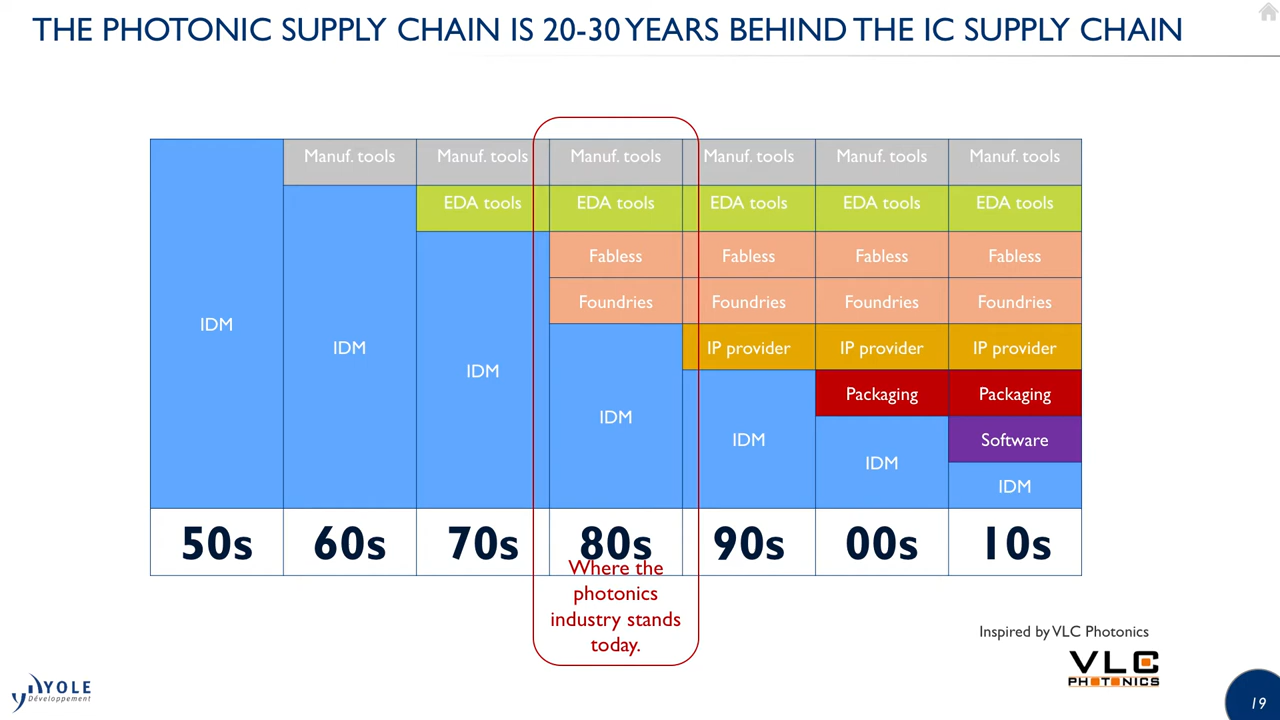 THE PHOTONIC SUPPLY CHAIN IS 20-30 YEARS BEHIND THE IC SUPPLY CHAIN
Manuf. tools Manuf. tools Manuf. tools Manuf. tools Manuf. tools Manuf. tools
EDA tools EDA tools EDA tools EDA tools EDA tools
Fabless Fabless Fabless Fabless
Foundries Foundries Foundries Foundries
IDM
IDM IP provider IP provider IP provider
IDM
Packaging Packaging
IDM
IDM Software
IDM
IDM
50s 60s 70s 80s 90s 00s 10s
Where the
photonics
industry stands
today.
Inspired by VLC Photonics
VLC
PHOTONICS
YOLE
Développement
19